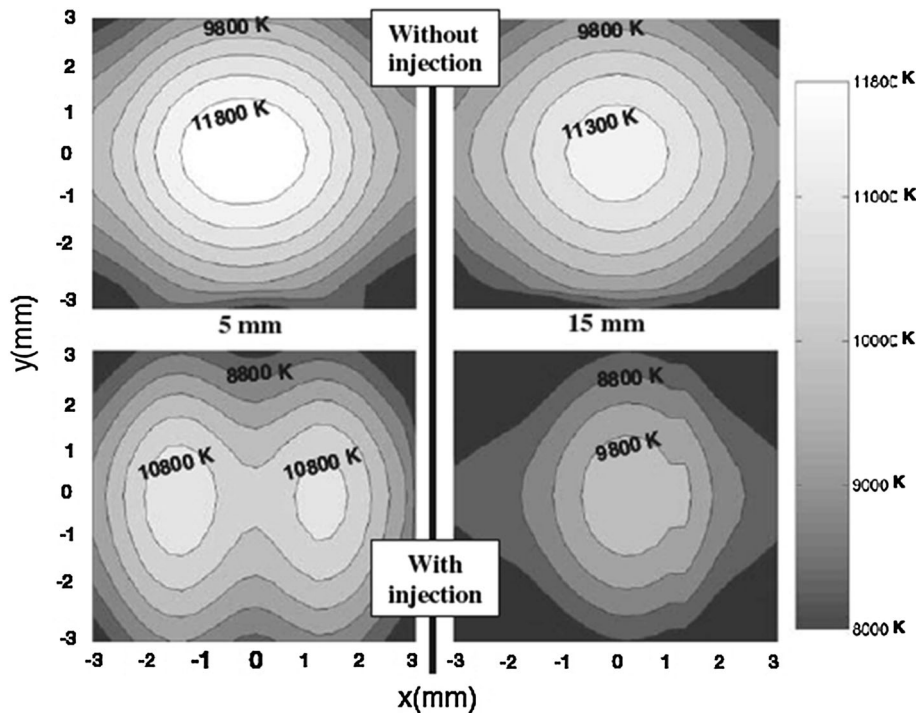 3
2
1
0
-1
-2
-3
9800 K
11800 K
Without
injection
9800 K
11300 K
5 mm
15 mm
y(mm)
3
2
1
0
-1
-2
-3
8800 K
10800 K
10800 K
8800 K
9800 K
With
injection
-3 -2 -1 0 1 2 3
-3 -2 -1 0 1 2 3
x(mm)
11800 K
11000 K
10000 K
9000 K
8000 K